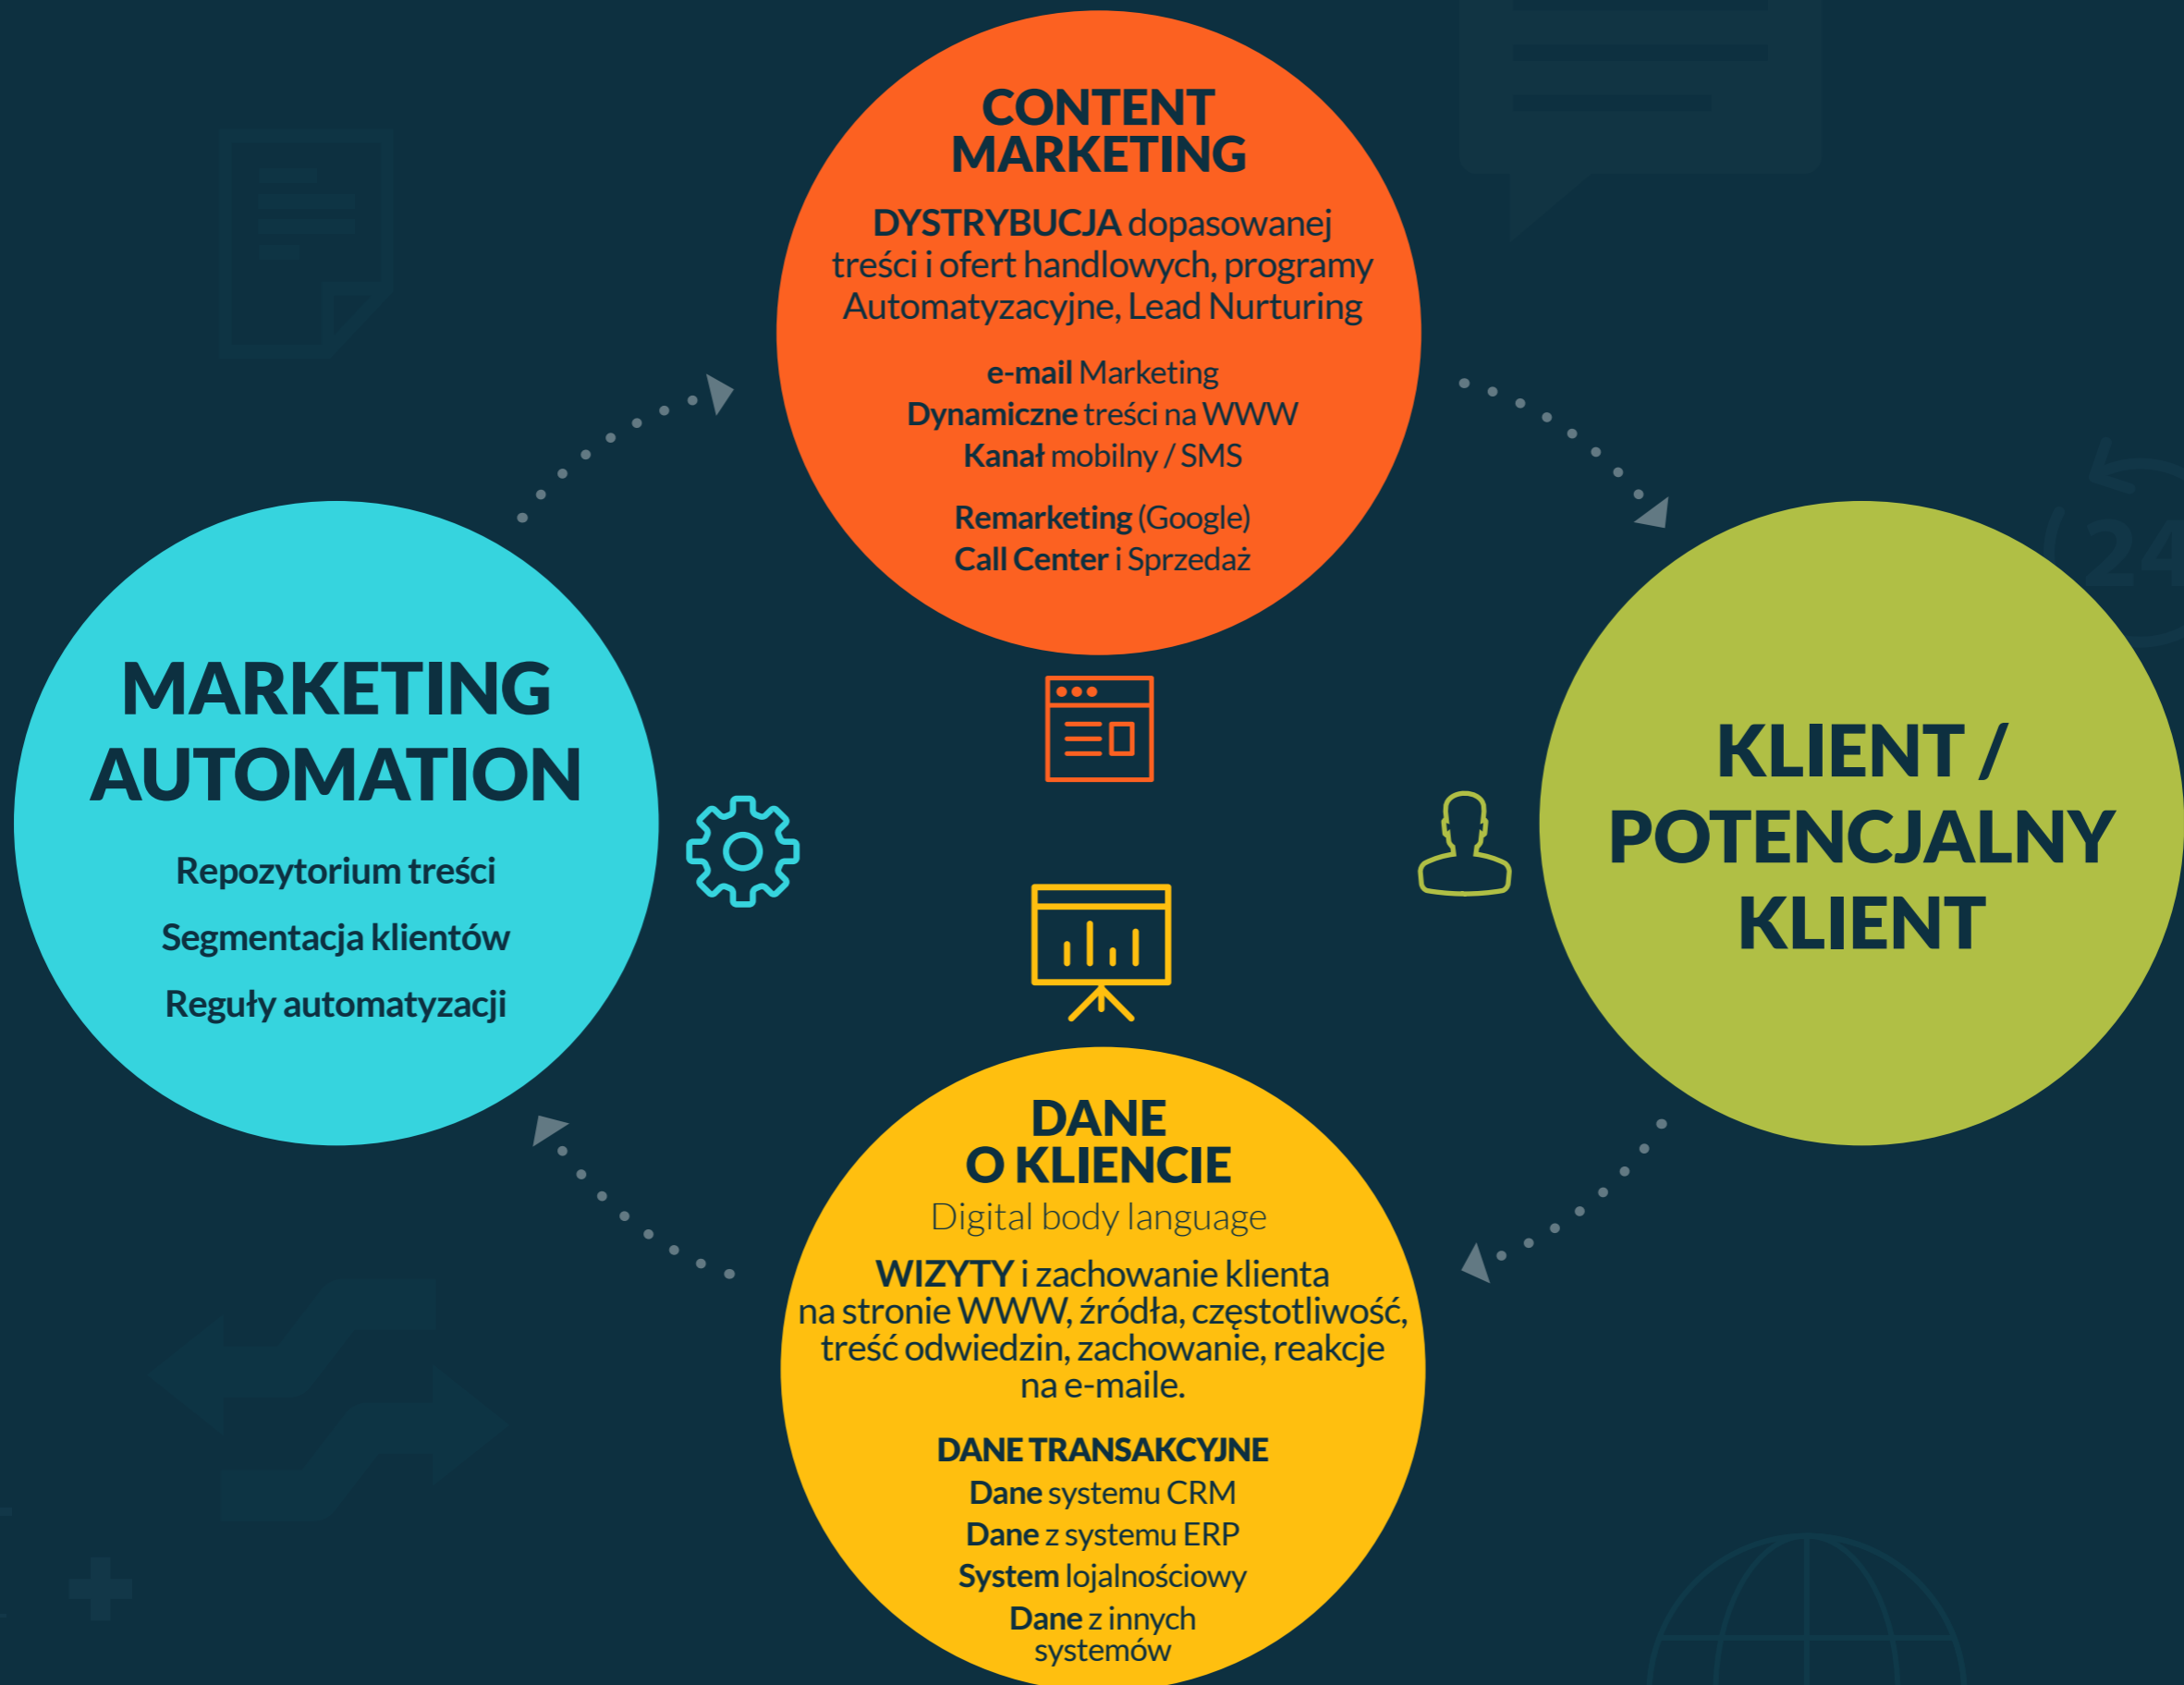 CONTENT
MARKETING
DYSTRYBUCJA dopasowanej
treści i ofert handlowych, programy
Automatyzacyjne, Lead Nurturing
e-mail Marketing
Dynamiczne treści na WWW
Kanał mobilny / SMS
Remarketing (Google)
Call Center i Sprzedaż
MARKETING
AUTOMATION
Repozytorium treści
Segmentacja klientów
Reguły automatyzacji
24
KLIENT /
POTENCJALNY
KLIENT
DANE
O KLIENCIE
Digital body language
WIZYTY i zachowanie klienta
na stronie WWW, źródła, częstotliwość,
treść odwiedzin, zachowanie, reakcje
na e-maile.
DANE TRANSAKCYJNE
Dane systemu CRM
Dane z systemu ERP
System lojalnościowy
Dane z innych
systemów